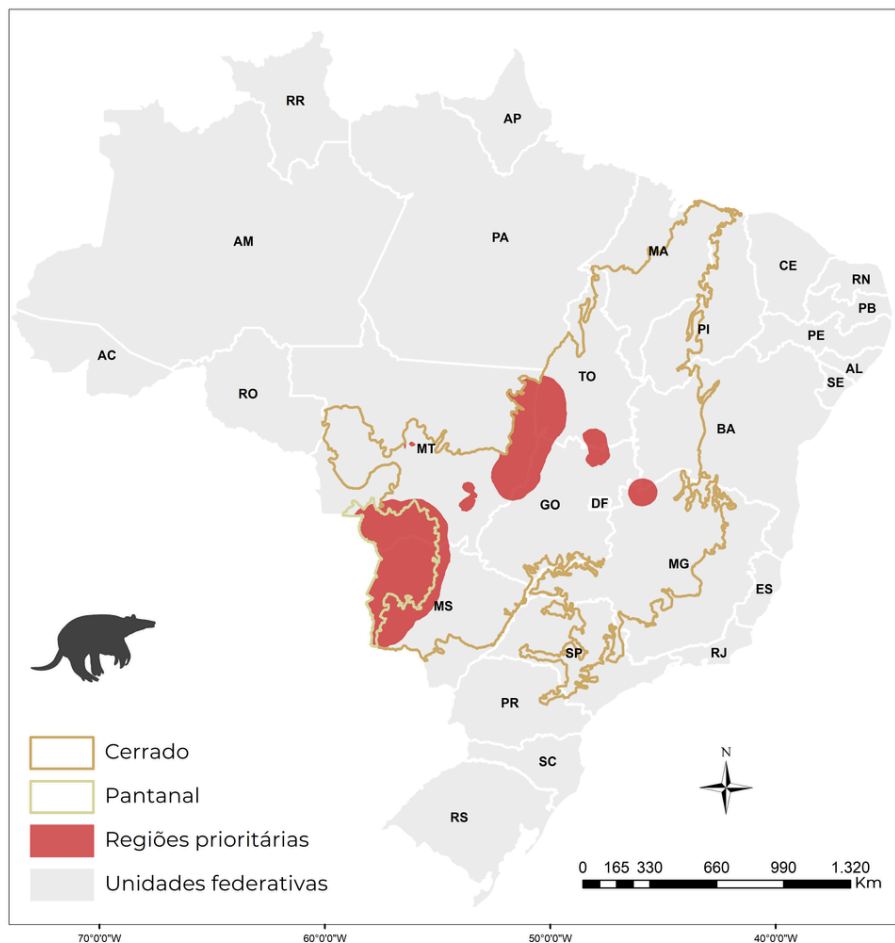 RR
AP
AM
PA
MA
CE
RN
PB
PI
PE
AC
AL
TO
SE
RO
BA
MT
GO
DF
MG
ES
MS
SP
RJ
PR
SC
RS
N
Cerrado
Pantanal
Regiões prioritárias
Unidades federativas
0 165 330 660 990 1.320
Km
70°0'0"W 60°0'0"W 50°0'0"W 40°0'0"W